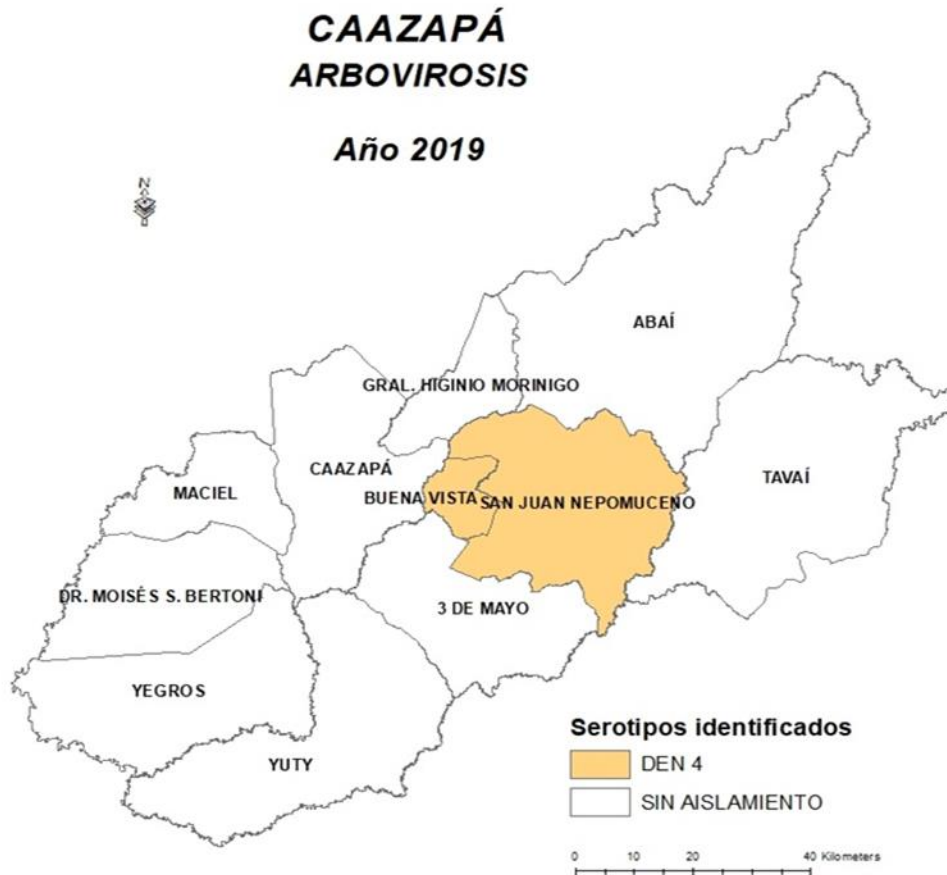 CAAZAPÁ
ARBOVIROSIS
Año 2019
N
ABAÍ
GRAL. HIGINIO MORINIGO
CAAZAPÁ
TAVAÍ
MACIEL
BUENA VISTA
SAN JUAN NEPOMUCENO
DR. MOISÉS S. BERTONI
3 DE MAYO
YEGROS
YUTY
Serotipos identificados
DEN 4
SIN AISLAMIENTO
0 10 20 40 Kilometers